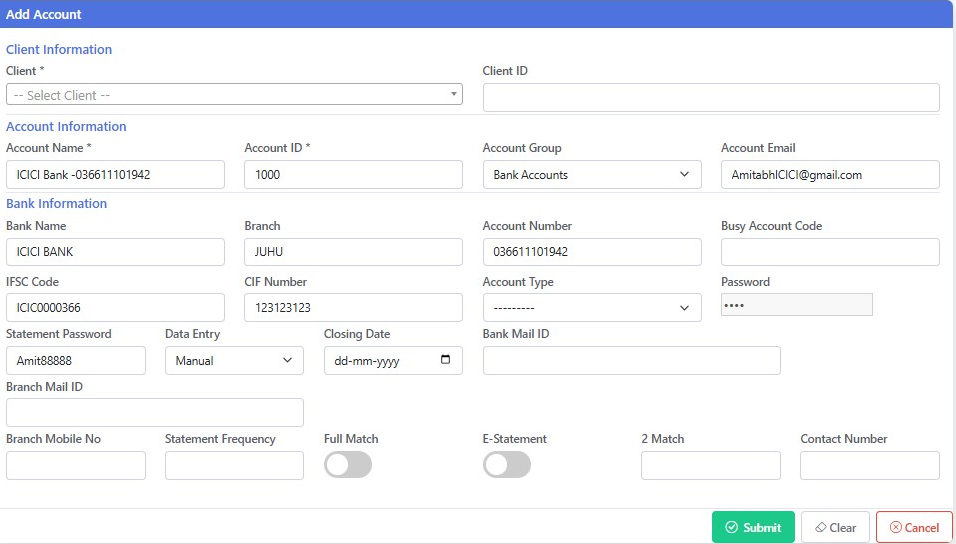 Add Account
Client Information
Client * Client ID
-- Select Client --
Account Information
Account Name * Account ID * Account Group Account Email
ICICI Bank -036611101942 1000 Bank Accounts AmitabhICICI@gmail.com
Bank Information
Bank Name Branch Account Number Busy Account Code
ICICI BANK JUHU 036611101942
IFSC Code CIF Number Account Type Password
ICIC0000366 123123123 --------- ••••
Statement Password Data Entry Closing Date Bank Mail ID
Amit88888 Manual dd-mm-yyyy
Branch Mail ID
Branch Mobile No Statement Frequency Full Match E-Statement 2 Match Contact Number
Submit Clear Cancel